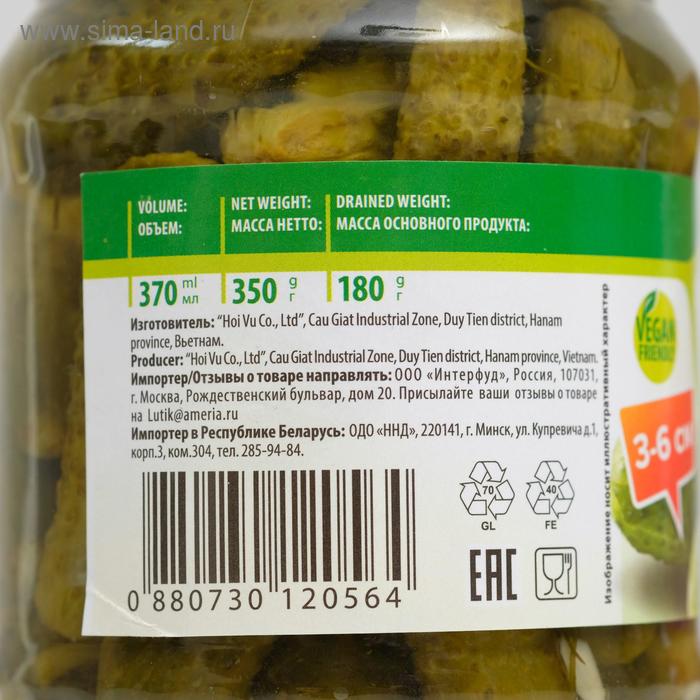 www.sima-land.ru
VOLUME:
ОБЪЕМ:
NET WEIGHT:
МАССА НЕТТО:
DRAINED WEIGHT:
МАССА ОСНОВНОГО ПРОДУКТА:
370 ml мл
350 g г
180 g г
Изготовитель: "Hoi Vu Co., Ltd", Cau Giat Industrial Zone, Duy Tien district, Hanam
province, Вьетнам.
Producer: "Hoi Vu Co., Ltd", Cau Giat Industrial Zone, Duy Tien district, Hanam province, Vietnam.
Импортер/Отзывы о товаре направлять: ООО «Интерфуд», Россия, 107031,
г. Москва, Рождественский бульвар, дом 20. Присылайте ваши отзывы о товаре
на Lutik@ameria.ru
Импортер в Республике Беларусь: ОДО «ННД», 220141, г. Минск, ул. Купревича д.1,
корп.3, ком.304, тел. 285-94-84.
0 880730 120564
70
GL
40
FE
EAC
Изображение носит иллюстративный характер
VEGAN
FRIENDLY
3-6 см